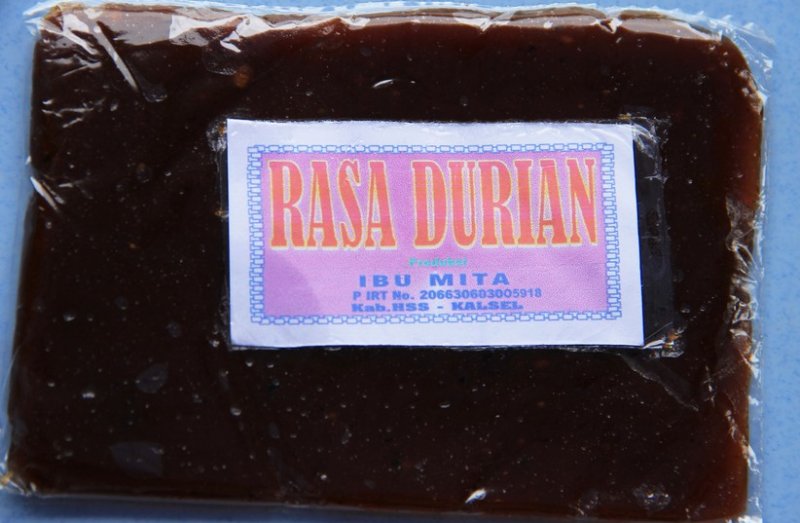 RASA DURIAN
Produksi
IBU MITA
P IRT No. 206630603005918
Kab.HSS - KALSEL